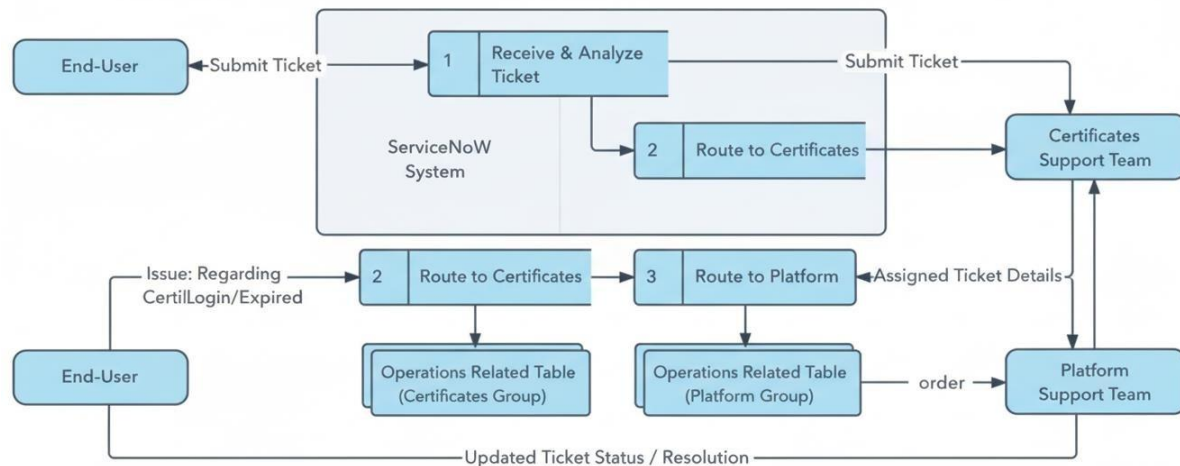 End-User
Submit Ticket
1
Receive & Analyze
Ticket
Submit Ticket
ServiceNoW
System
2
Route to Certificates
Certificates
Support Team
Issue: Regarding
CertilLogin/Expired
2
Route to Certificates
3
Route to Platform
Assigned Ticket Details
End-User
Operations Related Table
(Certificates Group)
Operations Related Table
(Platform Group)
order
Platform
Support Team
Updated Ticket Status / Resolution